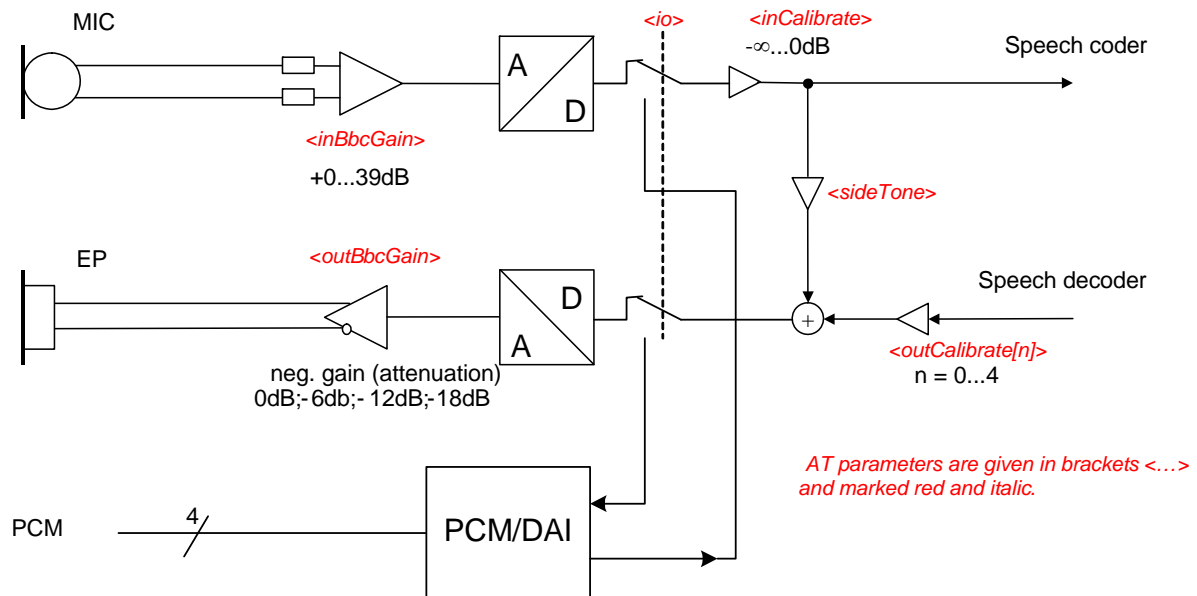 MIC
<io>
<inCalibrate>
-∞...0dB
Speech coder
A
D
<inBbcGain>
+0...39dB
<sideTone>
EP
<outBbcGain>
D
A
Speech decoder
+
<outCalibrate[n]>
n = 0...4
neg. gain (attenuation)
0dB;-6db;-12dB;-18dB
AT parameters are given in brackets <...>
and marked red and italic.
PCM
4
PCM/DAI